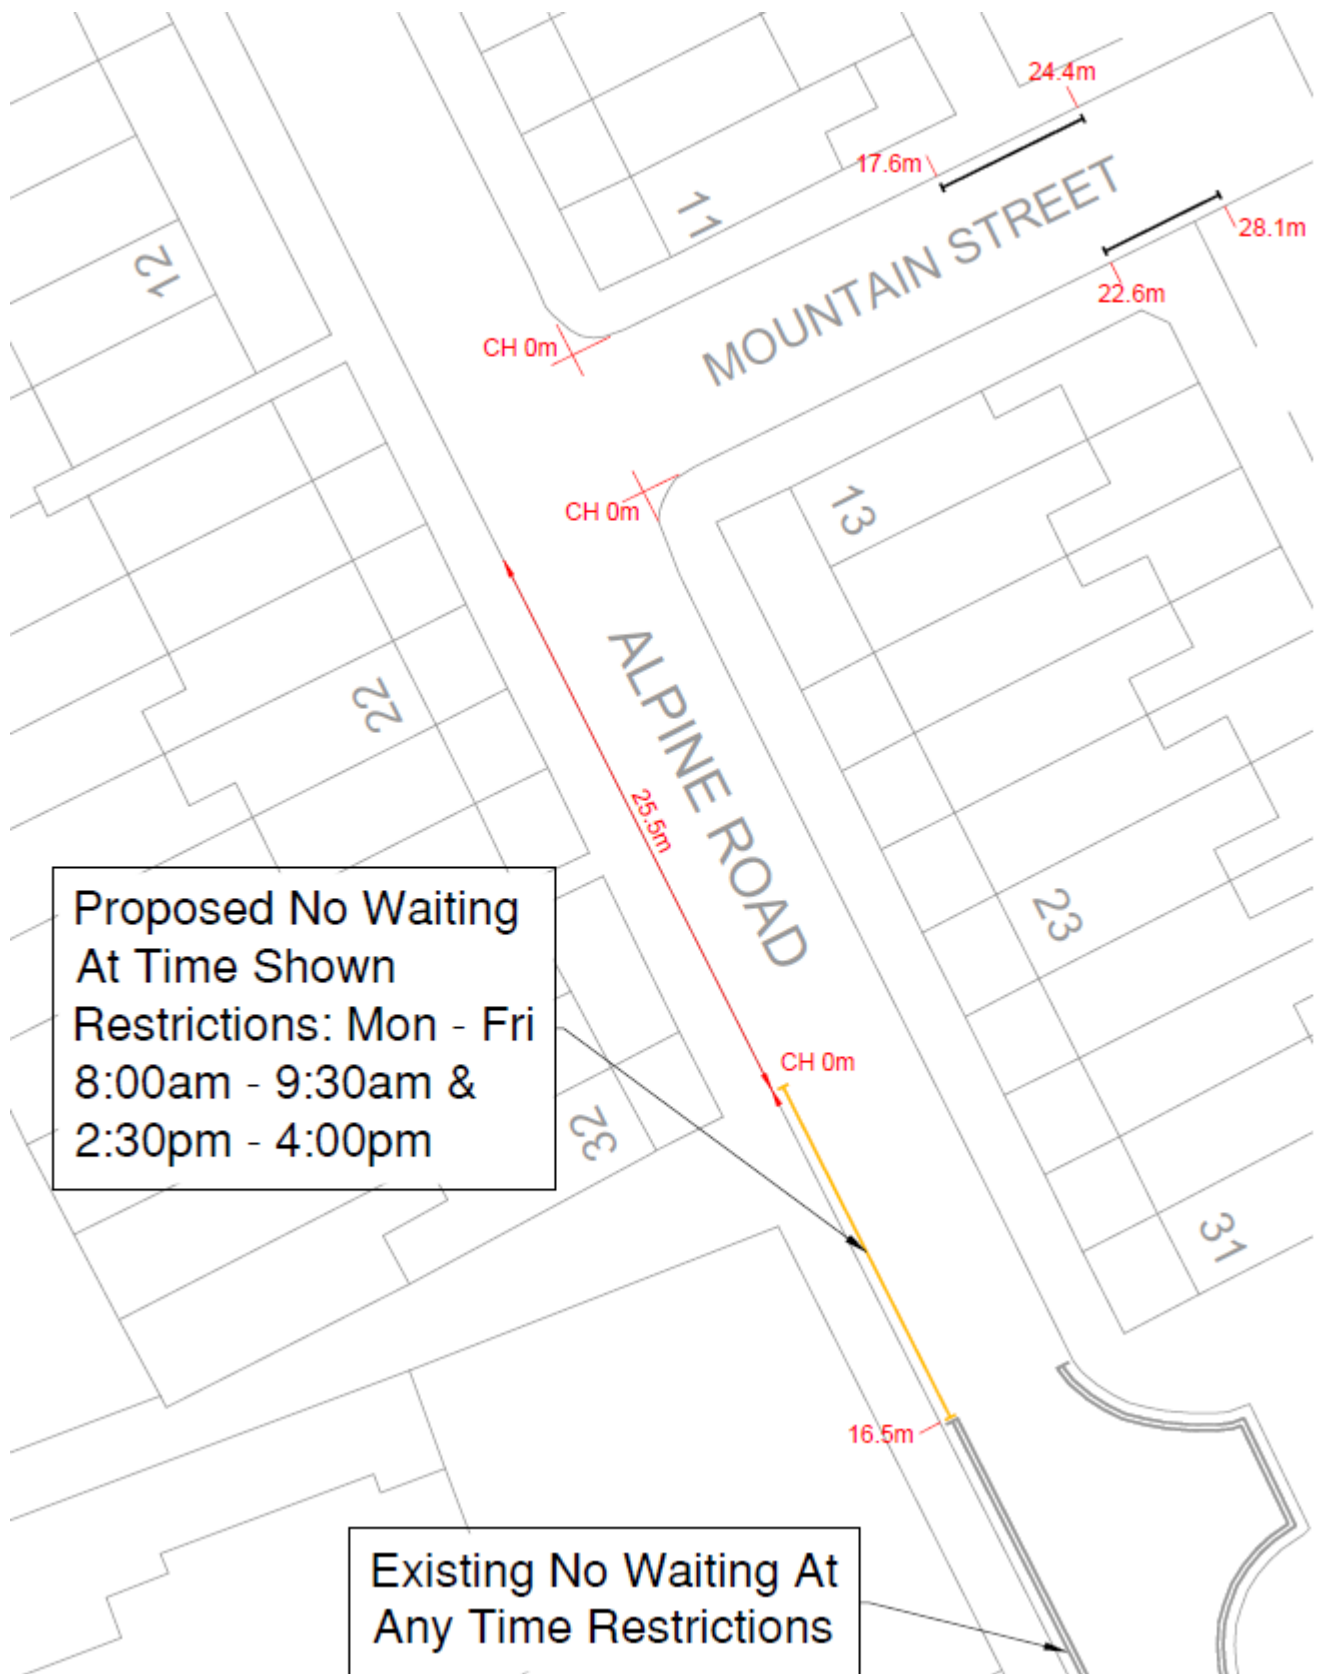 24.4m
17.6m
11
MOUNTAIN STREET
28.1m
22.6m
12
CH 0m
CH 0m
13
ALPINE ROAD
22
25.5m
23
Proposed No Waiting
At Time Shown
Restrictions: Mon - Fri
8:00am - 9:30am &
2:30pm - 4:00pm
CH 0m
32
31
16.5m
Existing No Waiting At
Any Time Restrictions